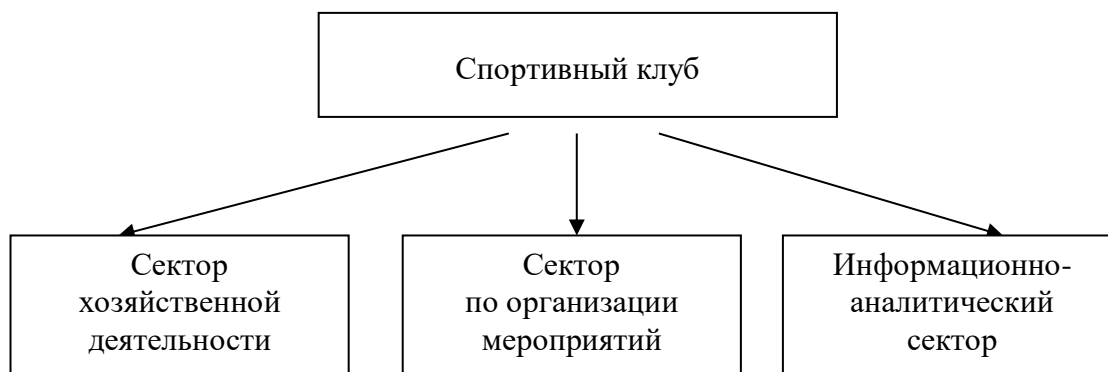 Спортивный клуб
Сектор
хозяйственной
деятельности
Сектор
по организации
мероприятий
Информационно-
аналитический
сектор